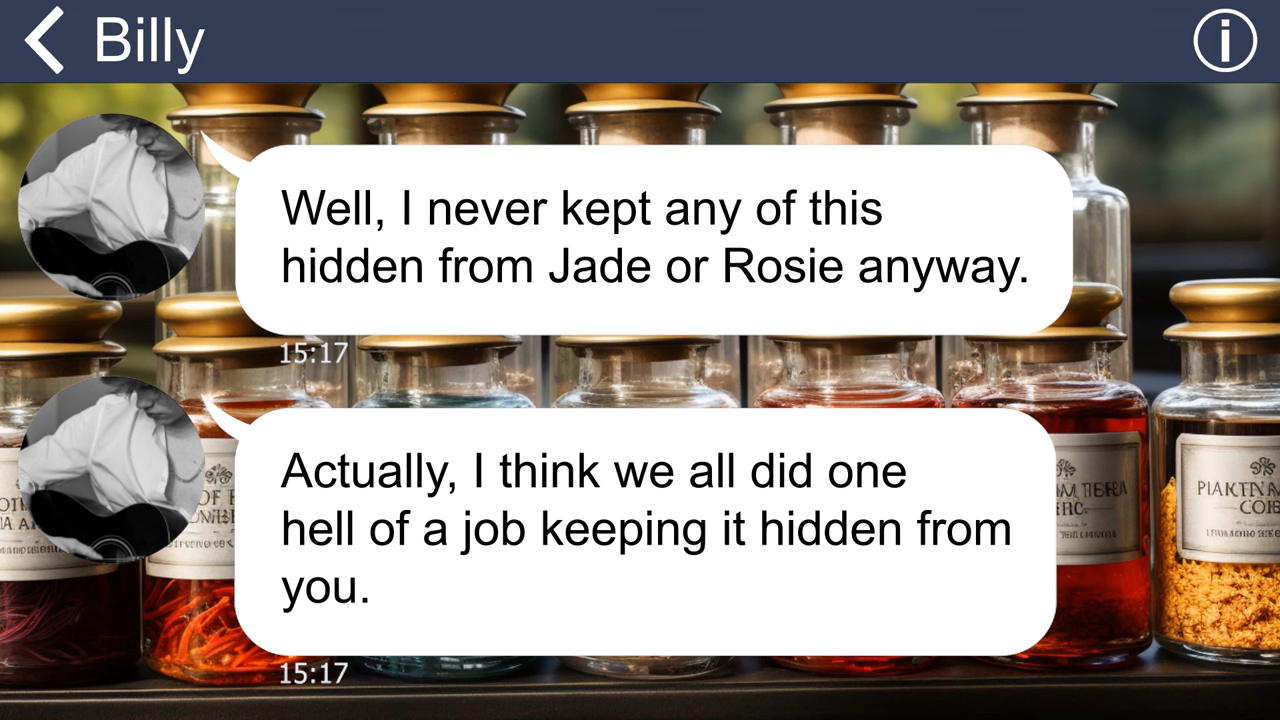 Billy
Well, I never kept any of this
hidden from Jade or Rosie anyway.
15:17
Actually, I think we all did one
hell of a job keeping it hidden from
you.
15:17